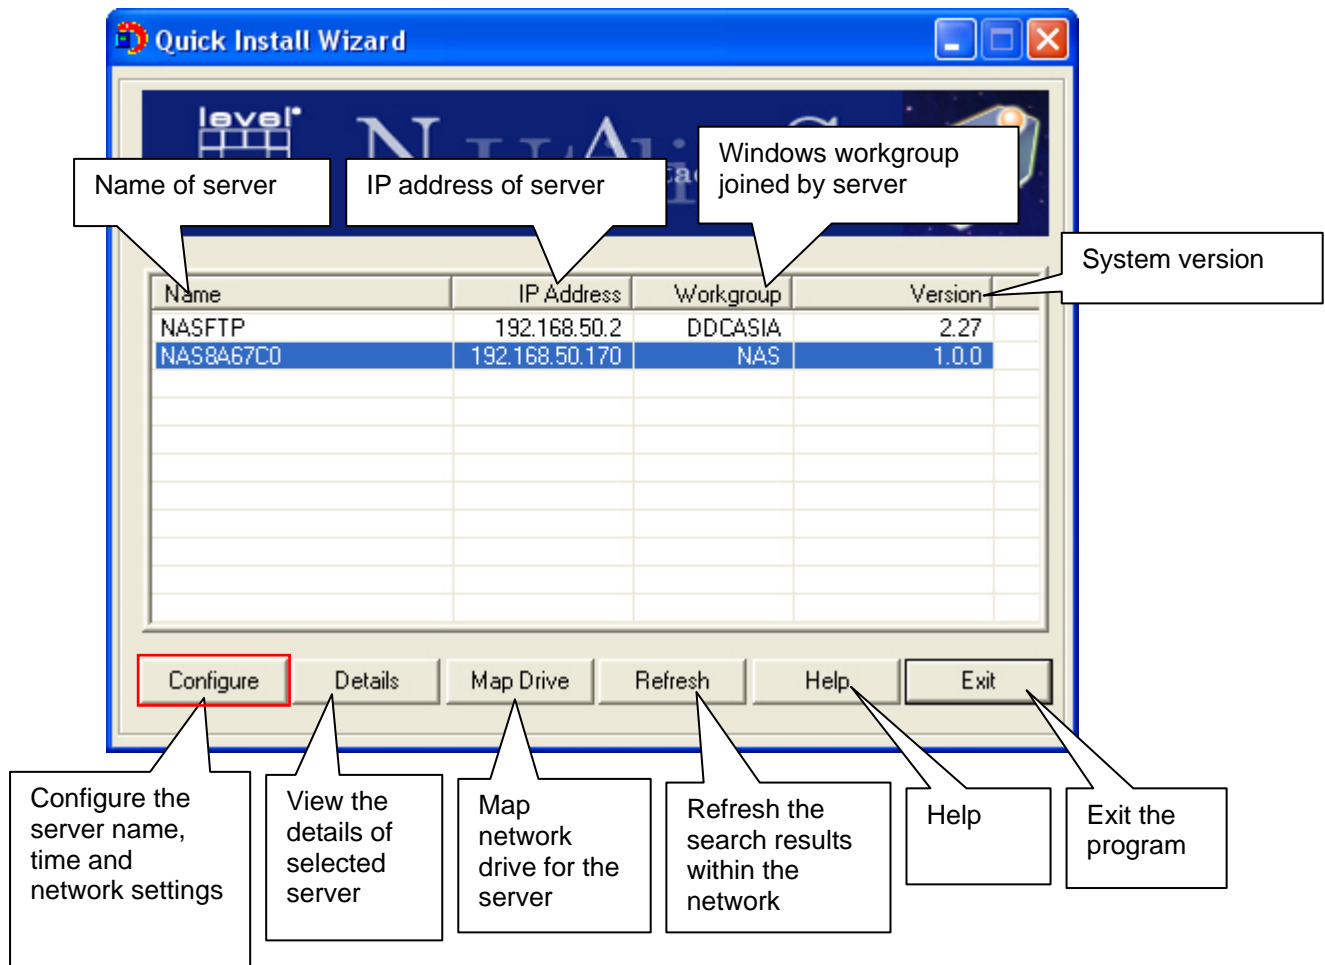 Quick Install Wizard
level
Name of server
IP address of server
Windows workgroup
joined by server
System version
Name IP Address Workgroup Version
NASFTP 192.168.50.2 DDCASIA 2.27
NAS8A67C0 192.168.50.170 NAS 1.0.0
Configure Details Map Drive Refresh Help Exit
Configure the
server name,
time and
network settings
View the
details of
selected
server
Map
network
drive for the
server
Refresh the
search results
within the
network
Help
Exit the
program